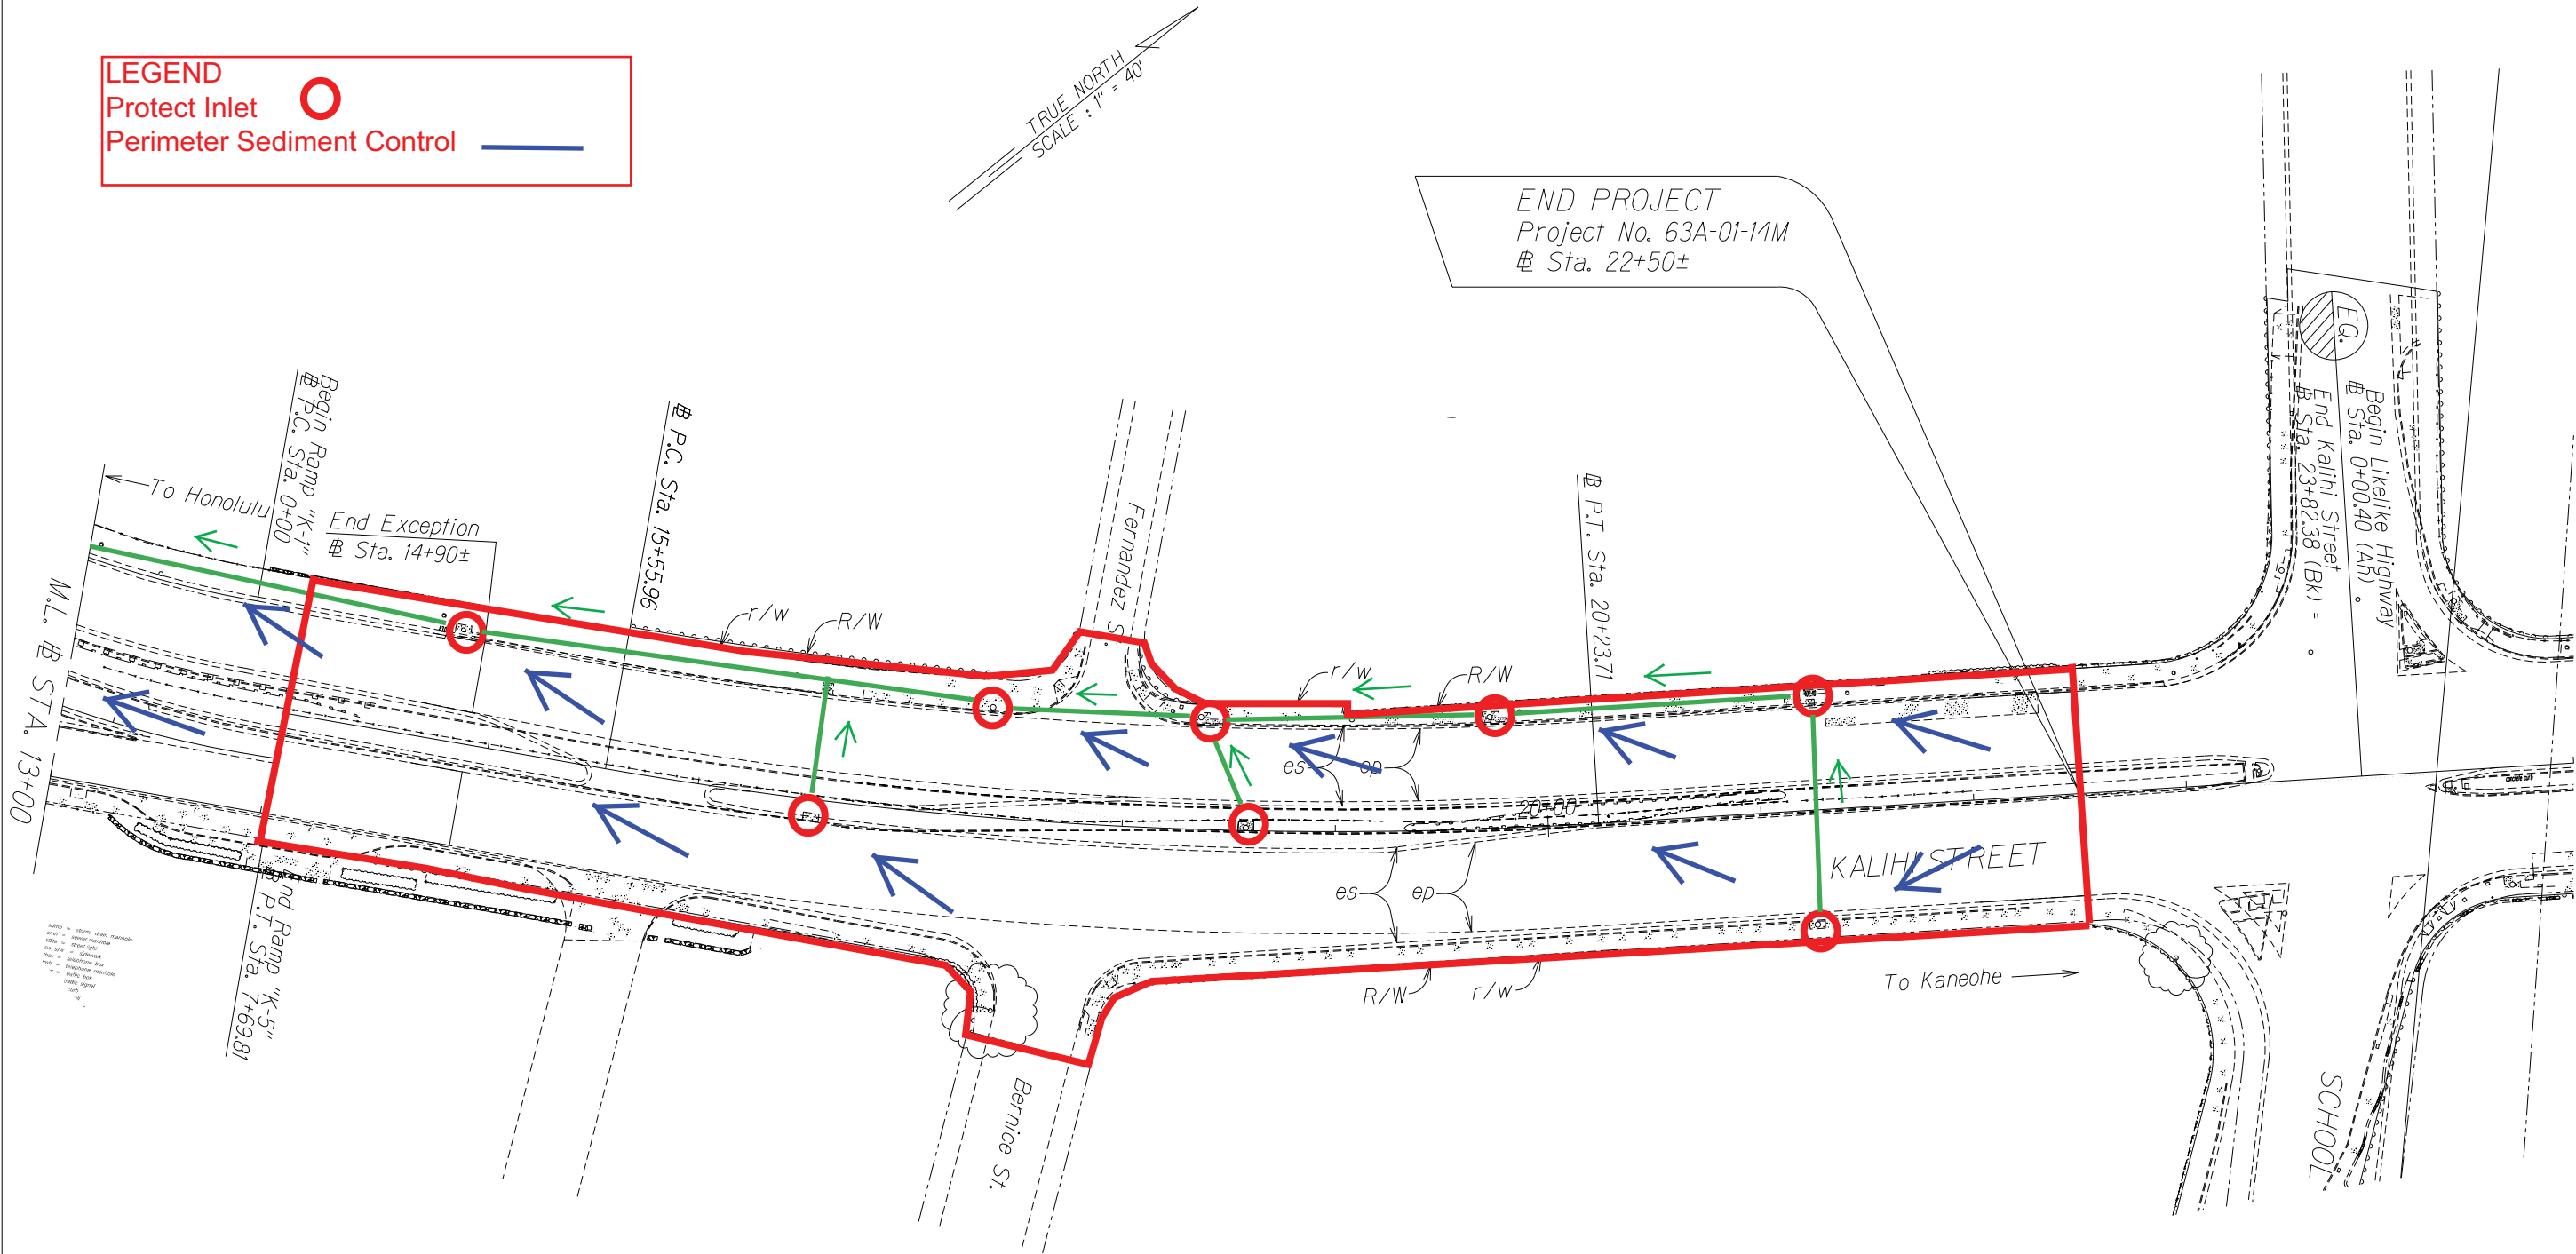 LEGEND
Protect Inlet
Perimeter Sediment Control
TRUE NORTH
SCALE : 1" = 40'
END PROJECT
Project No. 63A-01-14M
℄ Sta. 22+50±
To Honolulu
Begin Ramp "K-1"
℄ P.C. Sta. 0+00
End Exception
℄ Sta. 14+90±
℄ P.C. Sta. 15+55.96
r/w
R/W
Fernandez S.
r/w
R/W
℄ P.T. Sta. 20+23.71
Begin Likelike Highway
℄ Sta. 0+00.40 (Ah)
End Kalihi Street
℄ Sta. 23+82.38 (Bk) =
EQ.
M.L. ℄ STA. 13+00
es
ep
20+00
KALIHI STREET
es
ep
R/W
r/w
To Kaneohe
End Ramp "K-5"
℄ P.T. Sta. 7+69.81
Bernice St.
SCHOOL